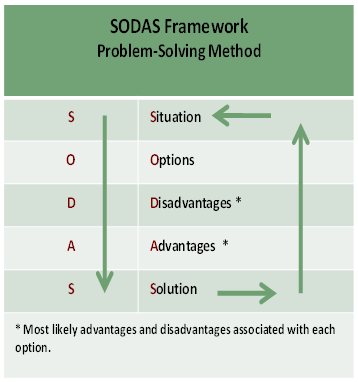 SODAS Framework
Problem-Solving Method
S Situation
O Options
D Disadvantages *
A Advantages *
S Solution
* Most likely advantages and disadvantages associated with each
option.